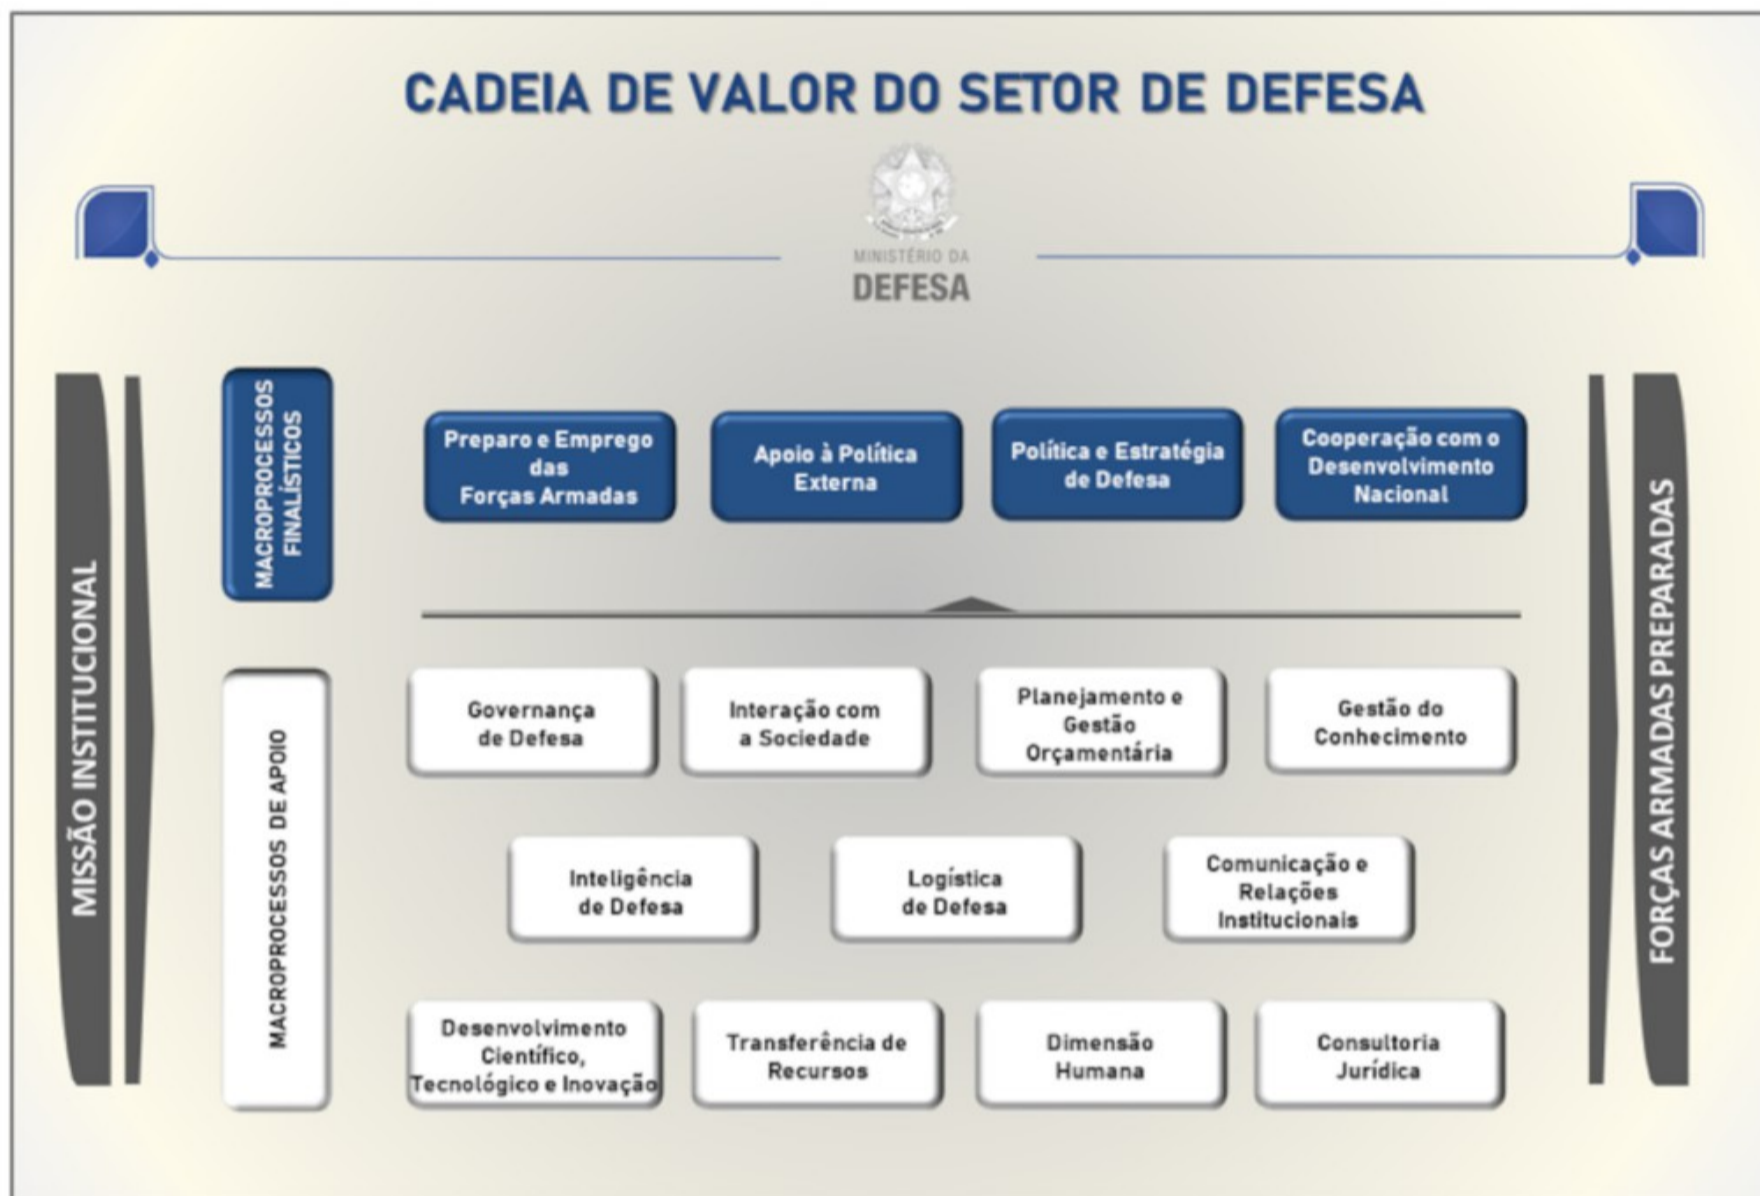 CADEIA DE VALOR DO SETOR DE DEFESA
MINISTÉRIO DA
DEFESA
MISSÃO INSTITUCIONAL
MACROPROCESSOS
FINALÍSTICOS
Preparo e Emprego
das
Forças Armadas
Apoio à Política
Externa
Política e Estratégia
de Defesa
Cooperação com o
Desenvolvimento
Nacional
MACROPROCESSOS DE APOIO
Governança
de Defesa
Interação com
a Sociedade
Planejamento e
Gestão
Orçamentária
Gestão do
Conhecimento
Inteligência
de Defesa
Logística
de Defesa
Comunicação e
Relações
Institucionais
Desenvolvimento
Científico,
Tecnológico e Inovação
Transferência de
Recursos
Dimensão
Humana
Consultoria
Jurídica
FORÇAS ARMADAS PREPARADAS